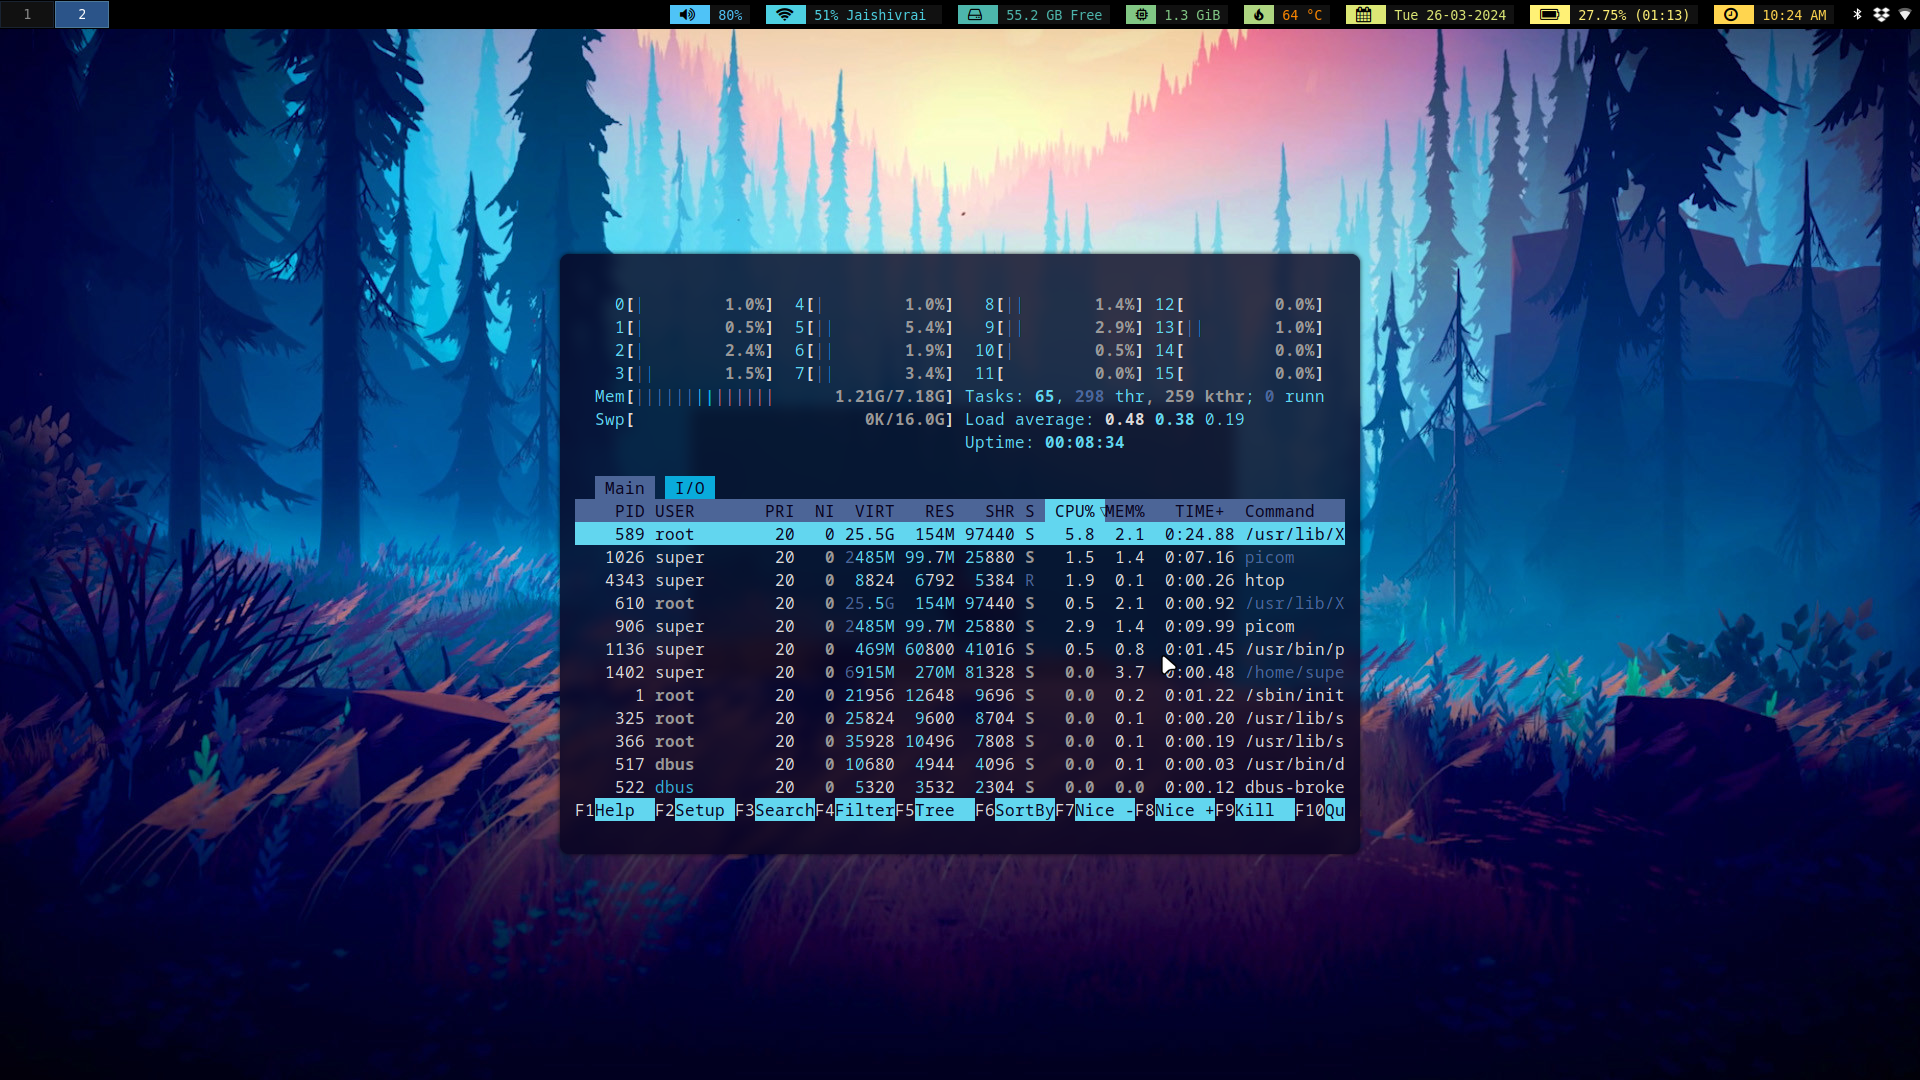 1 2 80% 51% Jaishivrai 55.2 GB Free 1.3 GiB 64 °C Tue 26-03-2024 27.75% (01:13) 10:24 AM
0[| 1.0%] 4[| 1.0%] 8[|| 1.4%] 12[ 0.0%]
1[| 0.5%] 5[|| 5.4%] 9[|| 2.9%] 13[|| 1.0%]
2[| 2.4%] 6[|| 1.9%] 10[| 0.5%] 14[ 0.0%]
3[|| 1.5%] 7[|| 3.4%] 11[ 0.0%] 15[ 0.0%]
Mem[|||||||||||||| 1.21G/7.18G] Tasks: 65, 298 thr, 259 kthr; 0 runn
Swp[ 0K/16.0G] Load average: 0.48 0.38 0.19
Uptime: 00:08:34
Main I/O
PID USER PRI NI VIRT RES SHR S CPU%▽MEM% TIME+ Command
589 root 20 0 25.5G 154M 97440 S 5.8 2.1 0:24.88 /usr/lib/X
1026 super 20 0 2485M 99.7M 25880 S 1.5 1.4 0:07.16 picom
4343 super 20 0 8824 6792 5384 R 1.9 0.1 0:00.26 htop
610 root 20 0 25.5G 154M 97440 S 0.5 2.1 0:00.92 /usr/lib/X
906 super 20 0 2485M 99.7M 25880 S 2.9 1.4 0:09.99 picom
1136 super 20 0 469M 60800 41016 S 0.5 0.8 0:01.45 /usr/bin/p
1402 super 20 0 6915M 270M 81328 S 0.0 3.7 0:00.48 /home/supe
1 root 20 0 21956 12648 9696 S 0.0 0.2 0:01.22 /sbin/init
325 root 20 0 25824 9600 8704 S 0.0 0.1 0:00.20 /usr/lib/s
366 root 20 0 35928 10496 7808 S 0.0 0.1 0:00.19 /usr/lib/s
517 dbus 20 0 10680 4944 4096 S 0.0 0.1 0:00.03 /usr/bin/d
522 dbus 20 0 5320 3532 2304 S 0.0 0.0 0:00.12 dbus-broke
F1Help F2Setup F3SearchF4FilterF5Tree F6SortByF7Nice -F8Nice +F9Kill F10Qu